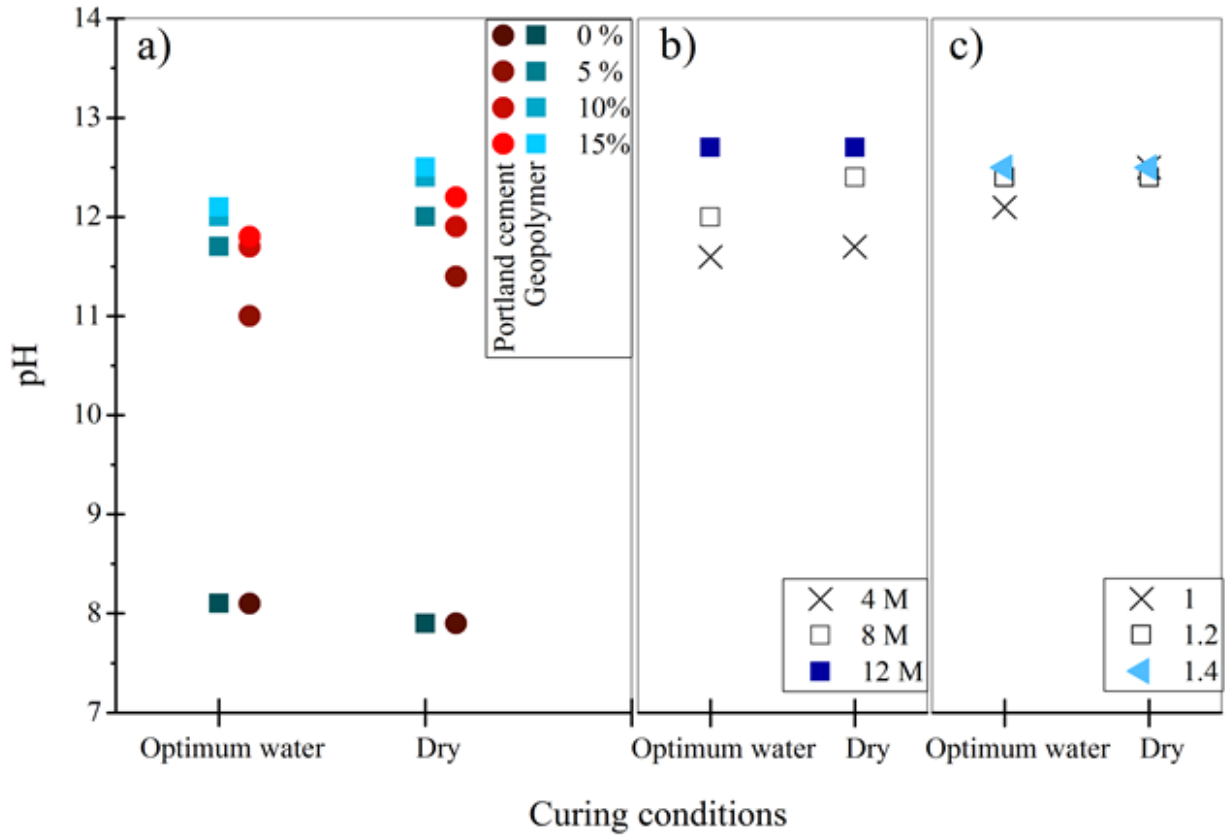 14
13
12
11
10
9
8
7
pH
a)
0 %
5 %
10%
15%
Portland cement
Geopolymer
Optimum water
Dry
b)
4 M
8 M
12 M
Optimum water
Dry
c)
1
1.2
1.4
Optimum water
Dry
Curing conditions